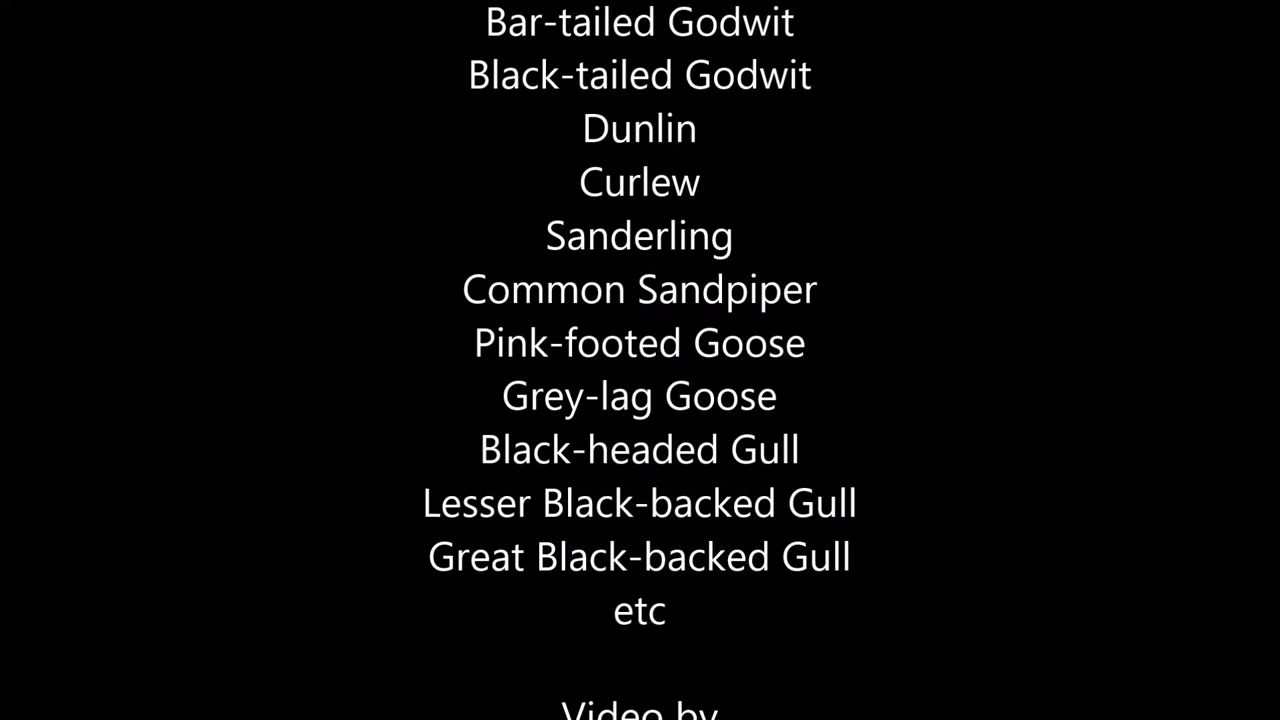 Bar-tailed Godwit
Black-tailed Godwit
Dunlin
Curlew
Sanderling
Common Sandpiper
Pink-footed Goose
Grey-lag Goose
Black-headed Gull
Lesser Black-backed Gull
Great Black-backed Gull
etc
Video by